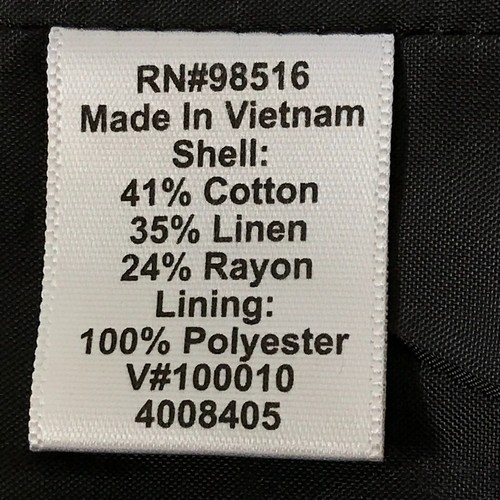 RN#98516
Made In Vietnam
Shell:
41% Cotton
35% Linen
24% Rayon
Lining:
100% Polyester
V#100010
4008405